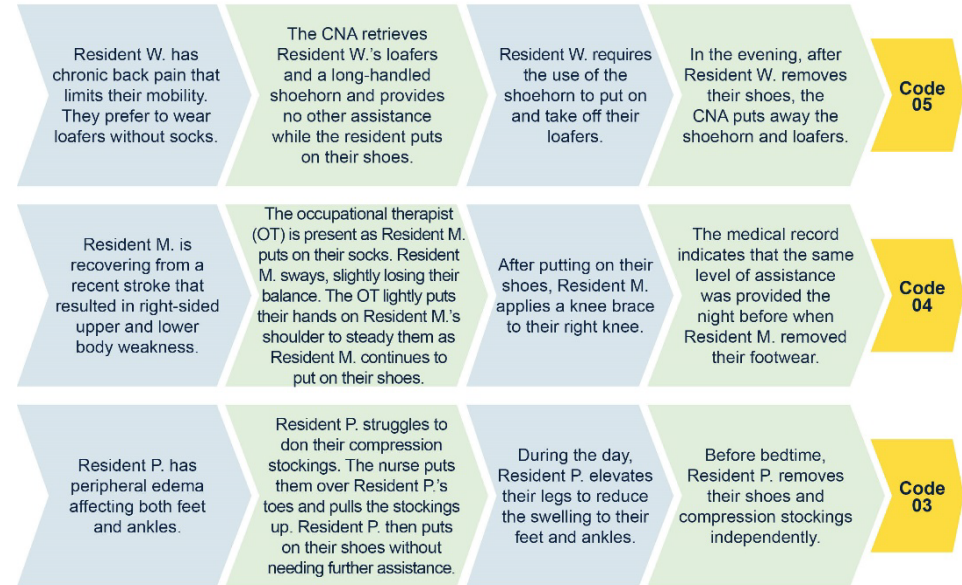 Resident W. has
chronic back pain that
limits their mobility.
They prefer to wear
loafers without socks.
The CNA retrieves
Resident W.'s loafers
and a long-handled
shoehorn and provides
no other assistance
while the resident puts
on their shoes.
Resident W. requires
the use of the
shoehorn to put on
and take off their
loafers.
In the evening, after
Resident W. removes
their shoes, the
CNA puts away the
shoehorn and loafers.
Code
05
Resident M. is
recovering from a
recent stroke that
resulted in right-sided
upper and lower
body weakness.
The occupational therapist
(OT) is present as Resident M.
puts on their socks. Resident
M. sways, slightly losing their
balance. The OT lightly puts
their hands on Resident M.'s
shoulder to steady them as
Resident M. continues to
put on their shoes.
After putting on their
shoes, Resident M.
applies a knee brace
to their right knee.
The medical record
indicates that the same
level of assistance
was provided the
night before when
Resident M. removed
their footwear.
Code
04
Resident P. has
peripheral edema
affecting both feet
and ankles.
Resident P. struggles to
don their compression
stockings. The nurse puts
them over Resident P.'s
toes and pulls the stockings
up. Resident P. then puts
on their shoes without
needing further assistance.
During the day,
Resident P. elevates
their legs to reduce
the swelling to their
feet and ankles.
Before bedtime,
Resident P. removes
their shoes and
compression stockings
independently.
Code
03